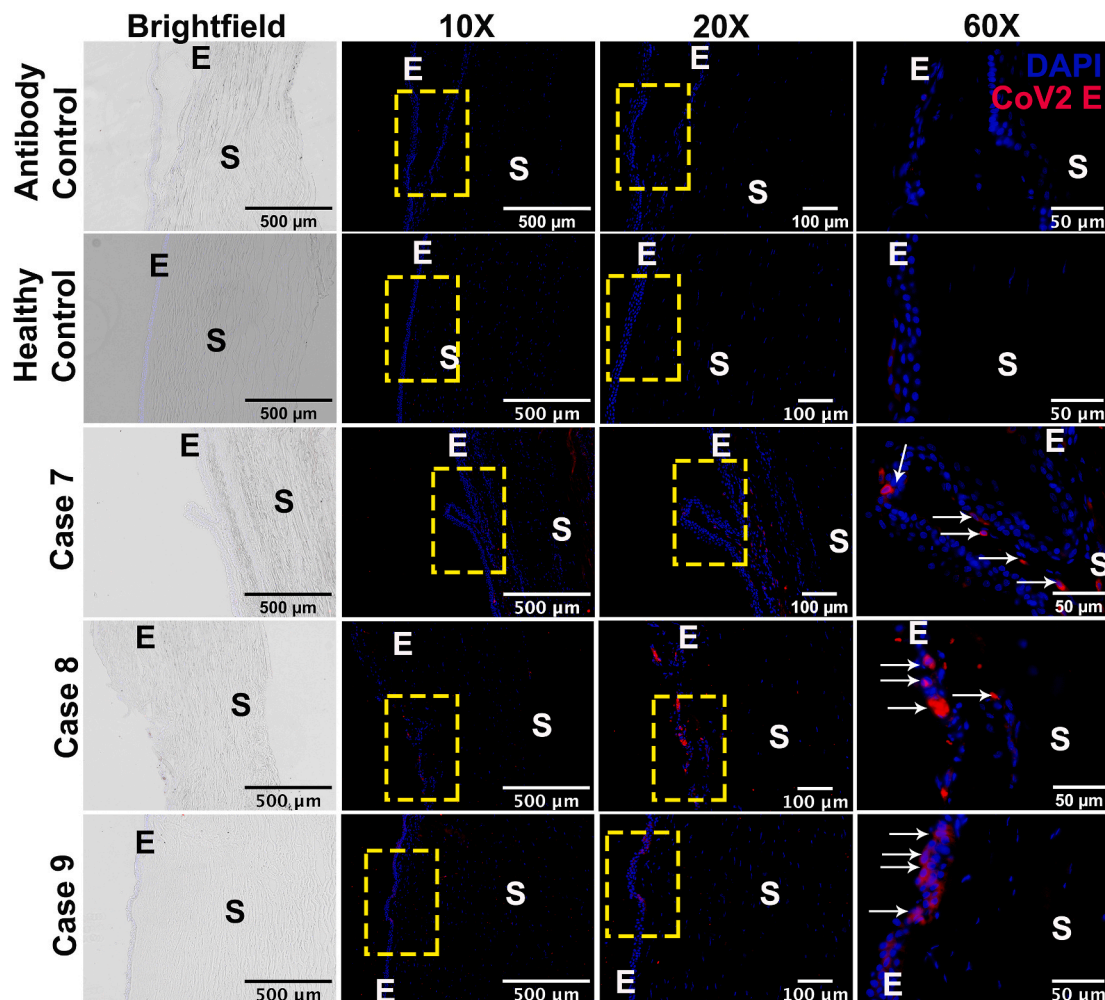 Brightfield 10X 20X 60X
Antibody
Control
E E E E DAPI
CoV2 E
S S S S
500 µm 500 µm 100 µm 50 µm
Healthy
Control
E E E E
S S S S
500 µm 500 µm 100 µm 50 µm
Case 7
E E E E
S S S S
500 µm 500 µm 100 µm 50 µm
Case 8
E E E E
S S S S
500 µm 500 µm 100 µm 50 µm
Case 9
E
S S S S
E E E
500 µm 500 µm 100 µm 50 µm